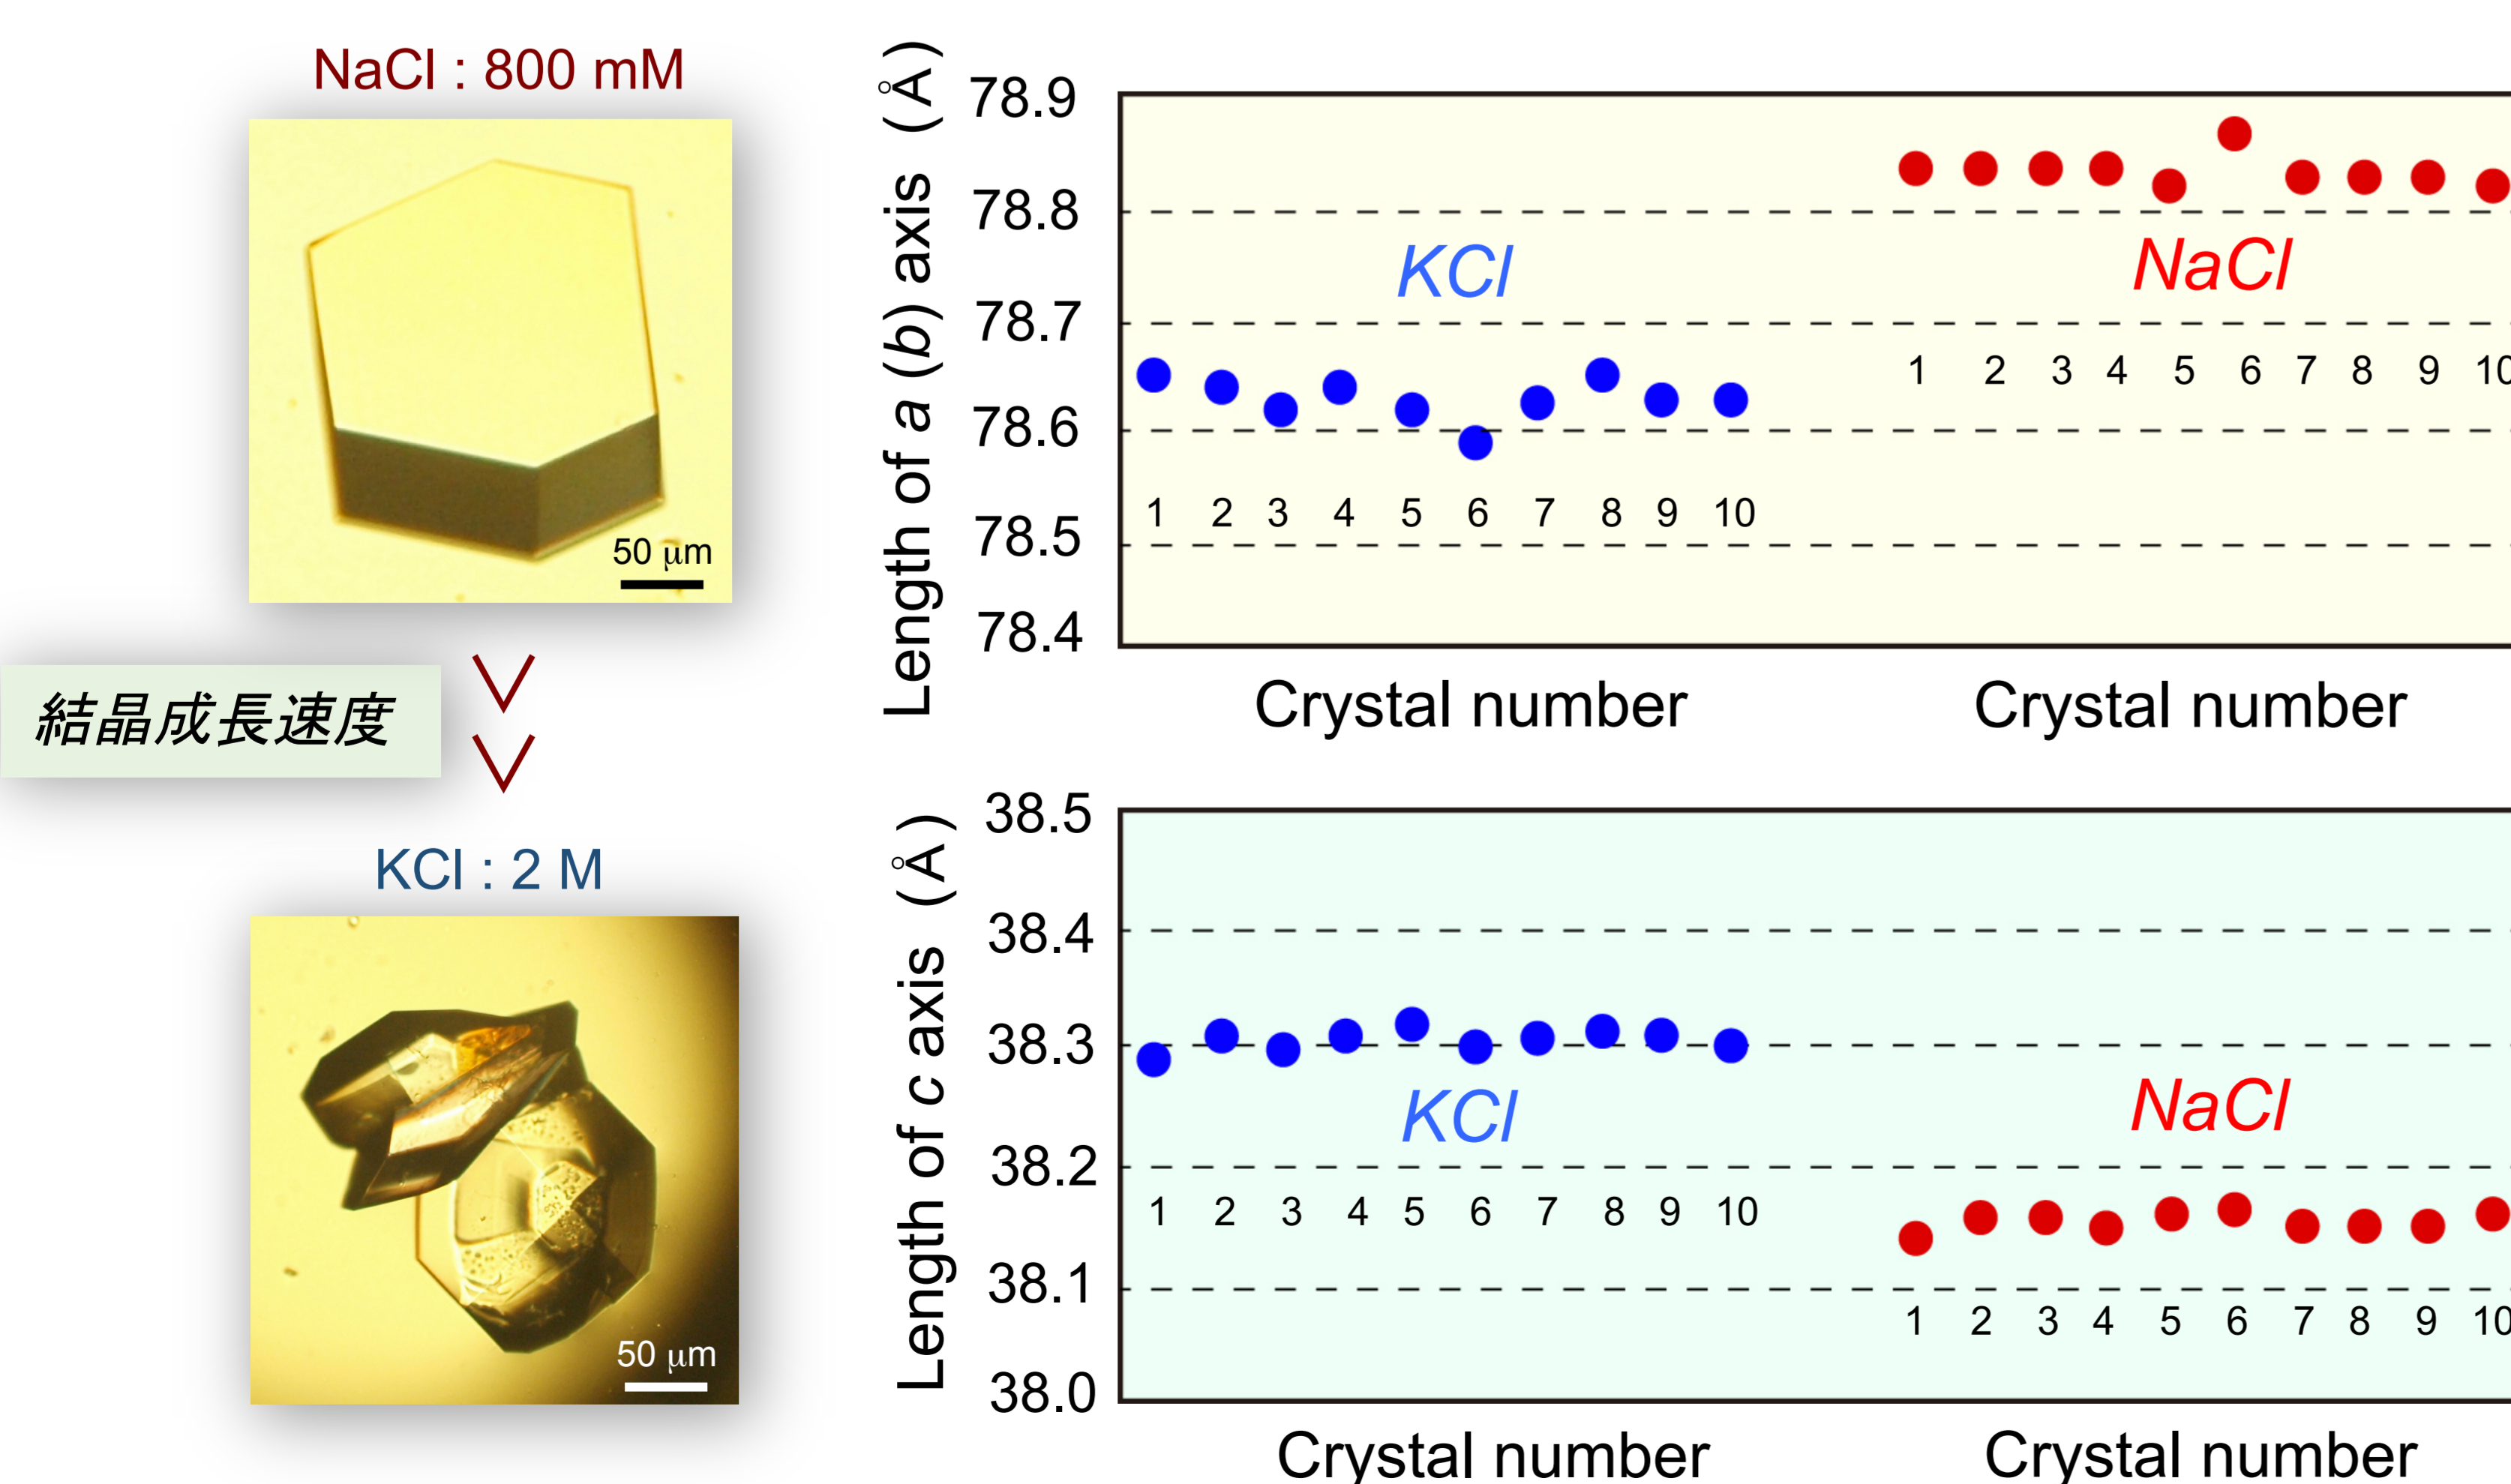 NaCl : 800 mM
50 μm
結晶成長速度
KCl : 2 M
50 μm
Length of a (b) axis (Å)
78.9
78.8
78.7
78.6
78.5
78.4
KCl
NaCl
1 2 3 4 5 6 7 8 9 10
1 2 3 4 5 6 7 8 9 10
Crystal number
Crystal number
Length of c axis (Å)
38.5
38.4
38.3
38.2
38.1
38.0
KCl
NaCl
1 2 3 4 5 6 7 8 9 10
1 2 3 4 5 6 7 8 9 10
Crystal number
Crystal number